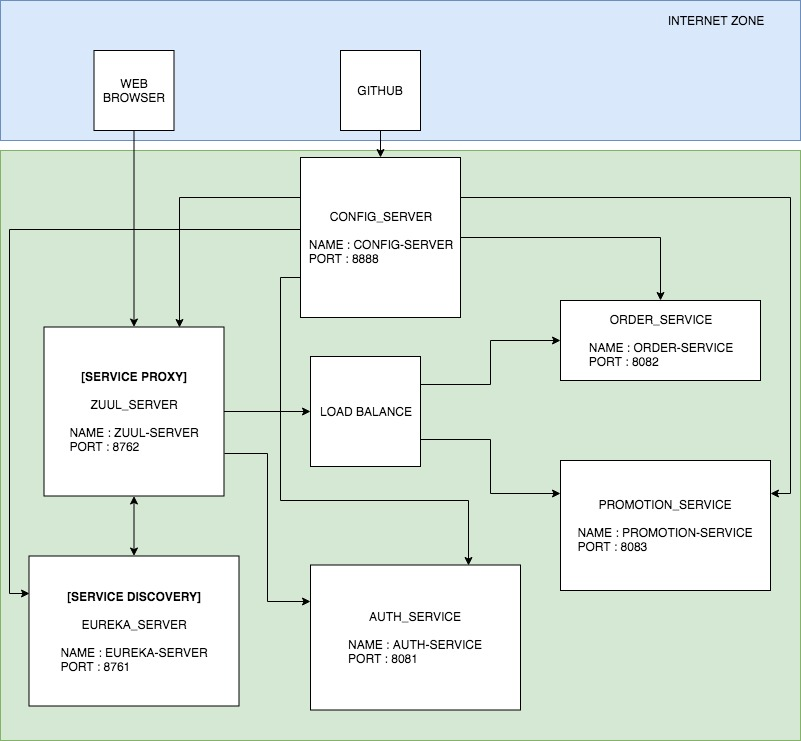 INTERNET ZONE
WEB
BROWSER
GITHUB
CONFIG_SERVER
NAME : CONFIG-SERVER
PORT : 8888
ORDER_SERVICE
NAME : ORDER-SERVICE
PORT : 8082
[SERVICE PROXY]
ZUUL_SERVER
NAME : ZUUL-SERVER
PORT : 8762
LOAD BALANCE
PROMOTION_SERVICE
NAME : PROMOTION-SERVICE
PORT : 8083
[SERVICE DISCOVERY]
EUREKA_SERVER
NAME : EUREKA-SERVER
PORT : 8761
AUTH_SERVICE
NAME : AUTH-SERVICE
PORT : 8081